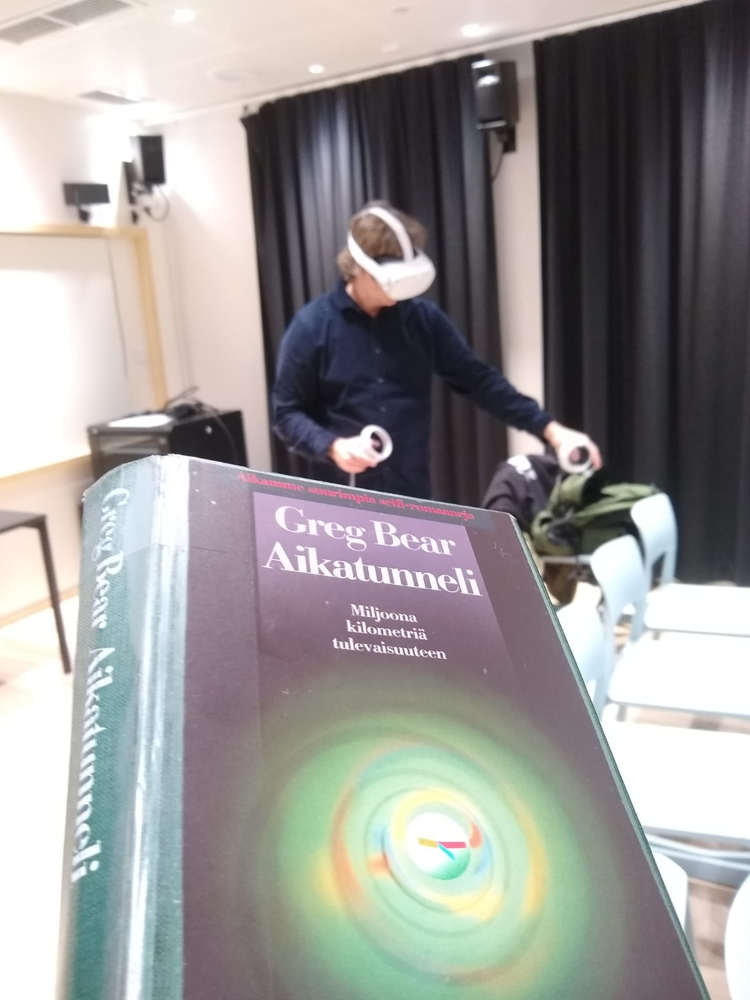 Aikamme suurimpia scifi-romaaneja
Greg Bear
Aikatunneli
Miljoona
kilometriä
tulevaisuuteen
Greg Bear Aikatunneli